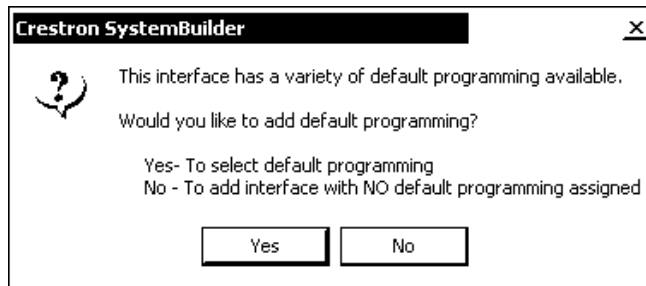 Crestron SystemBuilder
This interface has a variety of default programming available.
Would you like to add default programming?
Yes- To select default programming
No - To add interface with NO default programming assigned
Yes
No